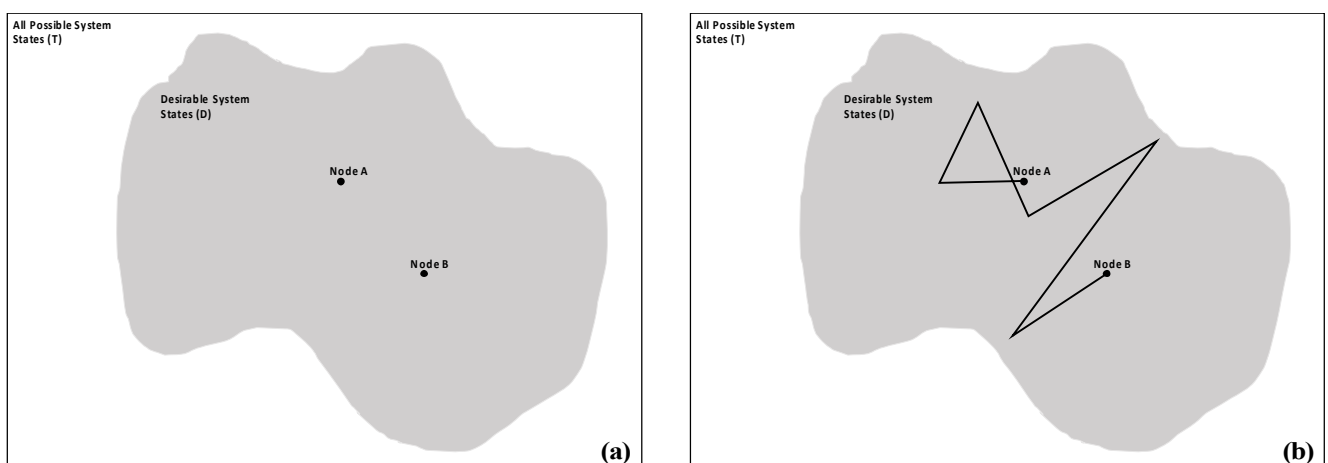 All Possible System
States (T)
Desirable System
States (D)
Node A
Node B
(a)
All Possible System
States (T)
Desirable System
States (D)
Node A
Node B
(b)